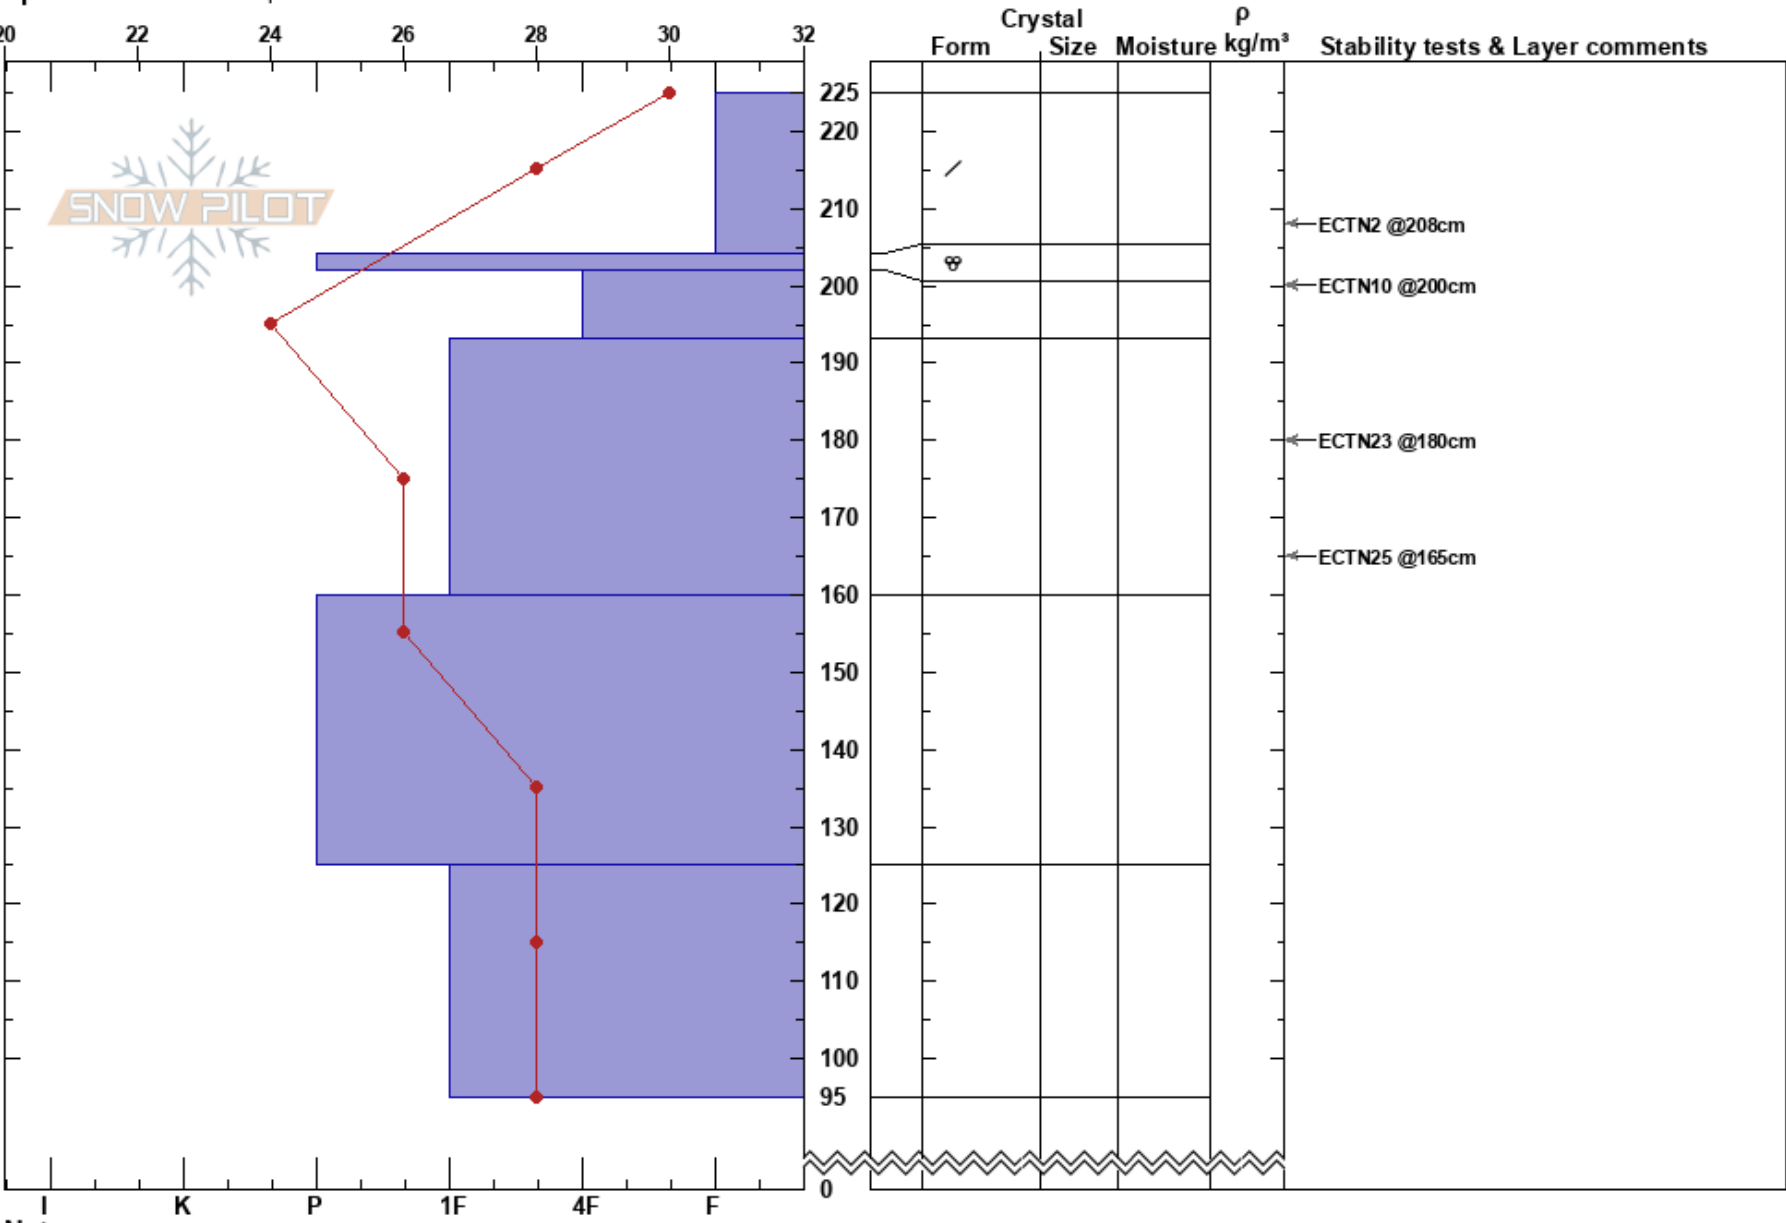 Crystal ρ
20 22 24 26 28 30 32
Form Size Moisture kg/m³ Stability tests & Layer comments
225
220
SNOW PILOT
210
ECTN2 @208cm
200
ECTN10 @200cm
190
180
ECTN23 @180cm
170
ECTN25 @165cm
160
150
140
130
120
110
100
95
0
I K P 1F 4F F